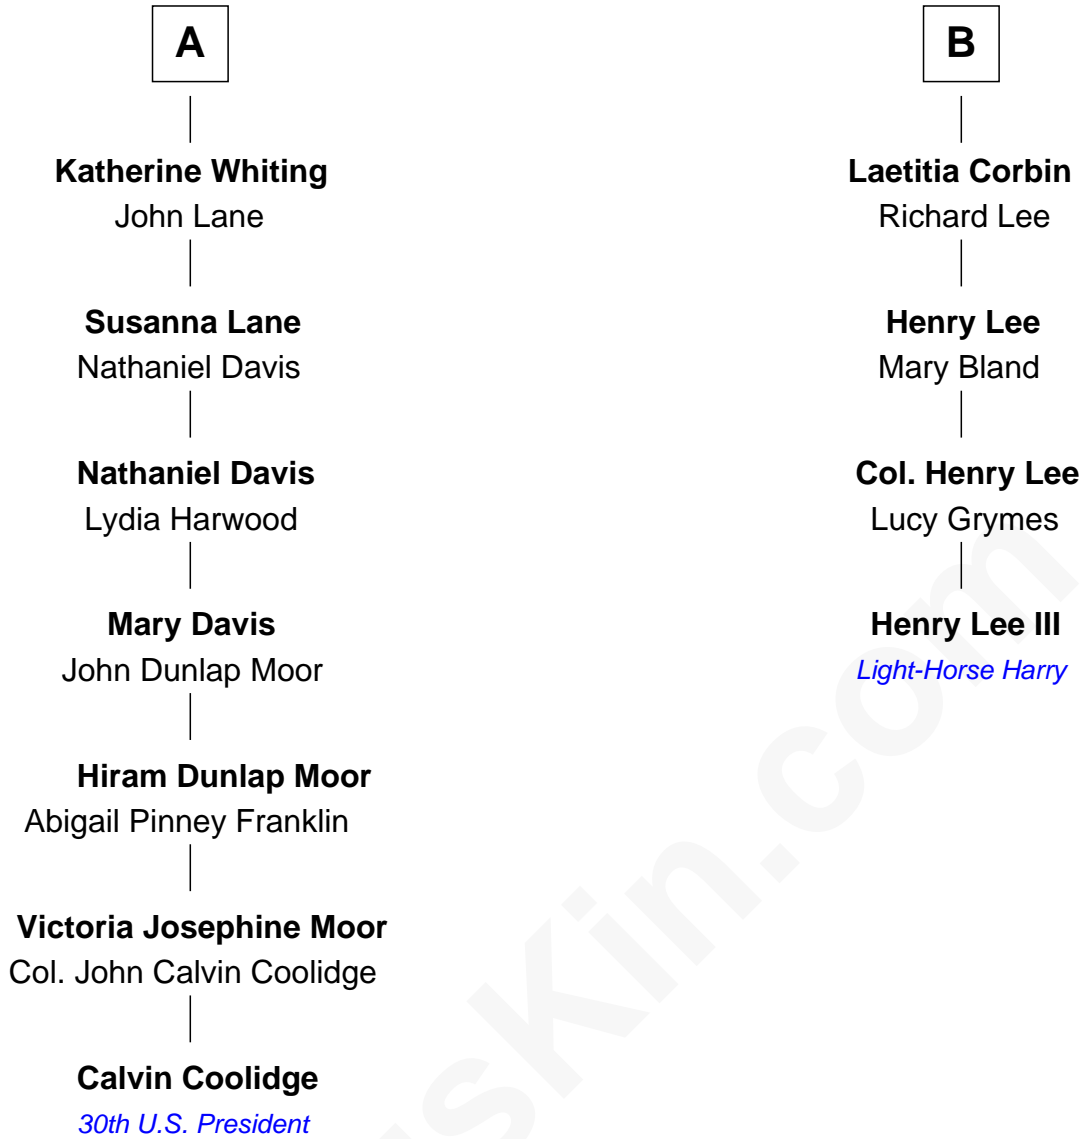 A
Katherine Whiting
John Lane
Susanna Lane
Nathaniel Davis
Nathaniel Davis
Lydia Harwood
Mary Davis
John Dunlap Moor
Hiram Dunlap Moor
Abigail Pinney Franklin
Victoria Josephine Moor
Col. John Calvin Coolidge
Calvin Coolidge
30th U.S. President
B
Laetitia Corbin
Richard Lee
Henry Lee
Mary Bland
Col. Henry Lee
Lucy Grymes
Henry Lee III
Light-Horse Harry